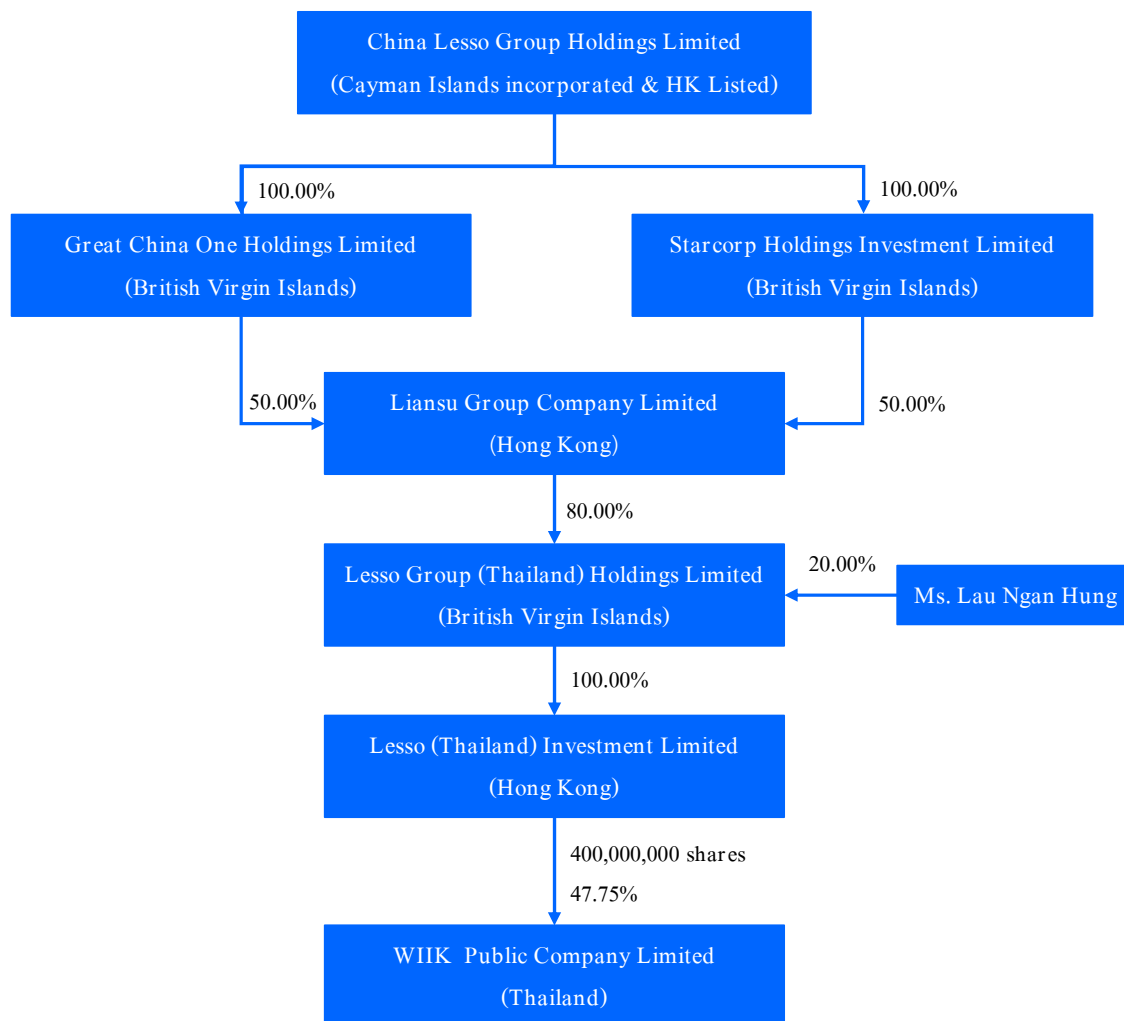 China Lesso Group Holdings Limited
(Cayman Islands incorporated & HK Listed)
100.00%
100.00%
Great China One Holdings Limited
(British Virgin Islands)
Starcorp Holdings Investment Limited
(British Virgin Islands)
50.00%
Liansu Group Company Limited
(Hong Kong)
50.00%
80.00%
Lesso Group (Thailand) Holdings Limited
(British Virgin Islands)
20.00%
Ms. Lau Ngan Hung
100.00%
Lesso (Thailand) Investment Limited
(Hong Kong)
400,000,000 shares
47.75%
WIIK Public Company Limited
(Thailand)